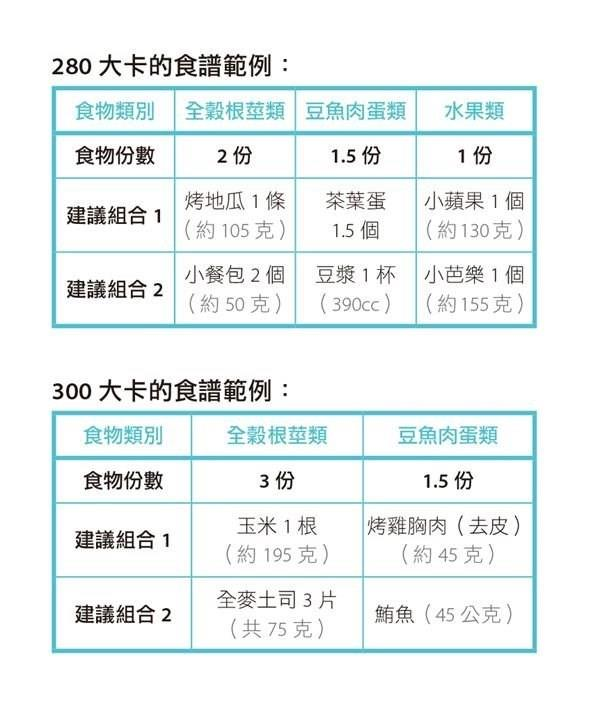 280 大卡的食譜範例：
食物類別 全穀根莖類 豆魚肉蛋類 水果類
食物份數 2 份 1.5 份 1 份
建議組合 1
烤地瓜 1 條
（約 105 克）
茶葉蛋
1.5 個
小蘋果 1 個
（約130 克）
建議組合 2
小餐包 2 個
（約 50 克）
豆漿 1 杯
（390cc）
小芭樂 1 個
（約155 克）
300 大卡的食譜範例：
食物類別 全穀根莖類 豆魚肉蛋類
食物份數 3 份 1.5 份
建議組合 1
玉米 1 根
（約 195 克）
烤雞胸肉（去皮）
（約 45 克）
建議組合 2
全麥土司 3 片
（共 75 克）
鮪魚（45 公克）